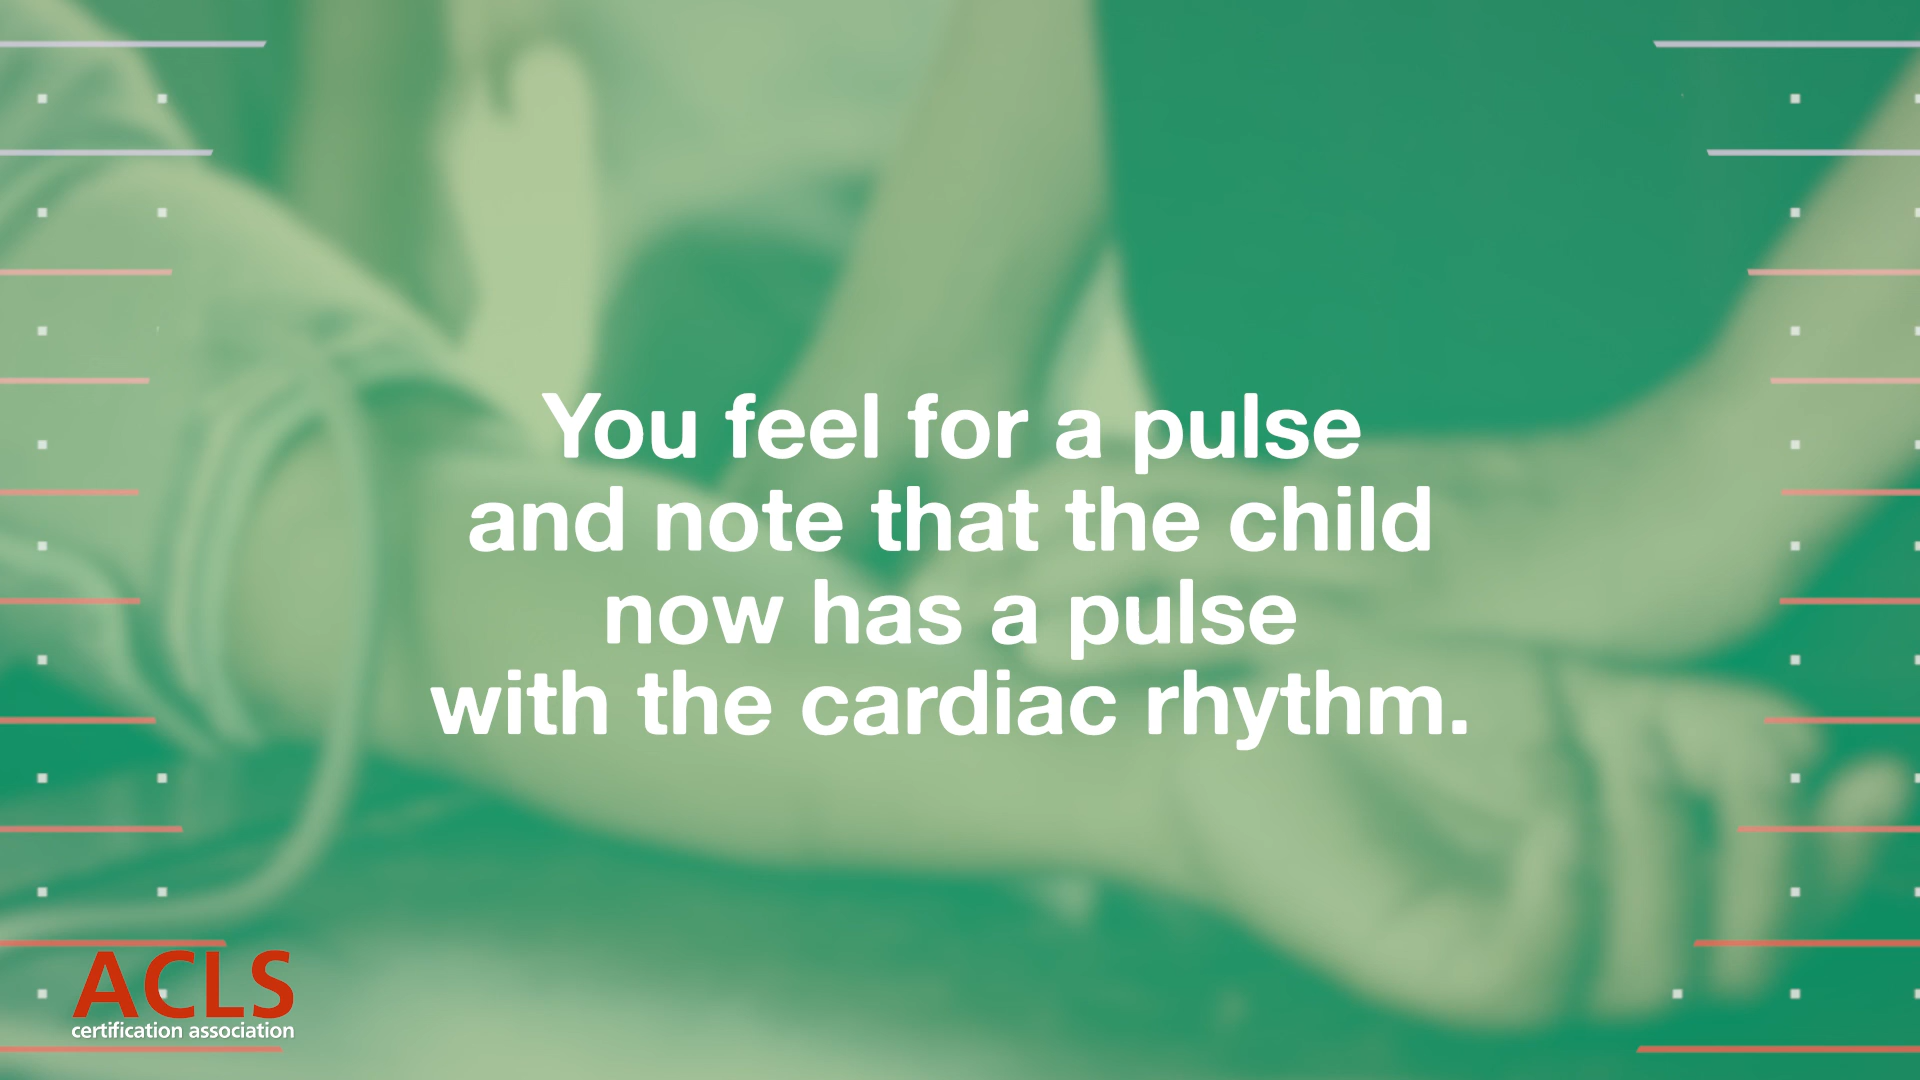 You feel for a pulse
and note that the child
now has a pulse
with the cardiac rhythm.
ACLS
certification association